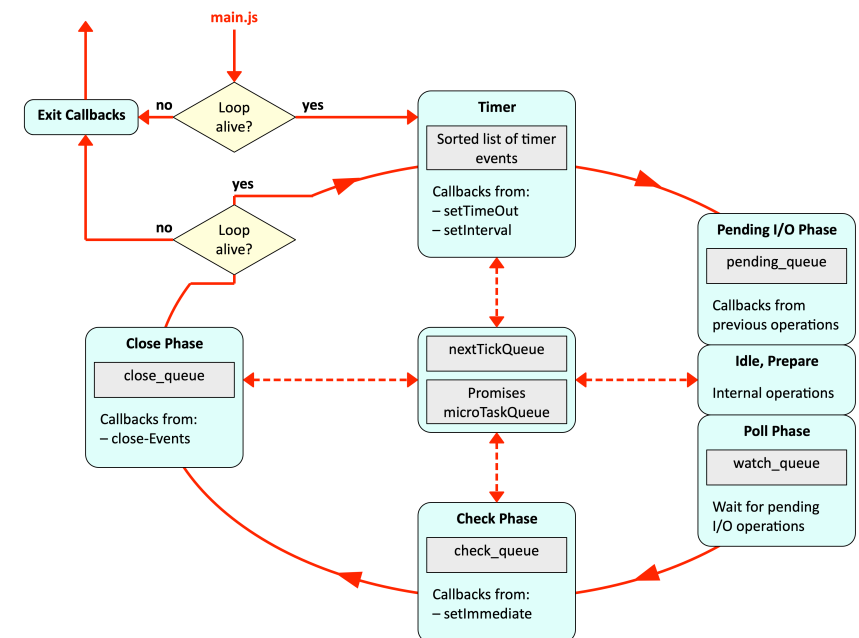 main.js
Loop
alive?
no
yes
Exit Callbacks
Timer
Sorted list of timer
events
Callbacks from:
– setTimeOut
– setInterval
yes
no
Loop
alive?
Pending I/O Phase
pending_queue
Callbacks from
previous operations
Idle, Prepare
Internal operations
Poll Phase
watch_queue
Wait for pending
I/O operations
nextTickQueue
Promises
microTaskQueue
Close Phase
close_queue
Callbacks from:
– close-Events
Check Phase
check_queue
Callbacks from:
– setImmediate